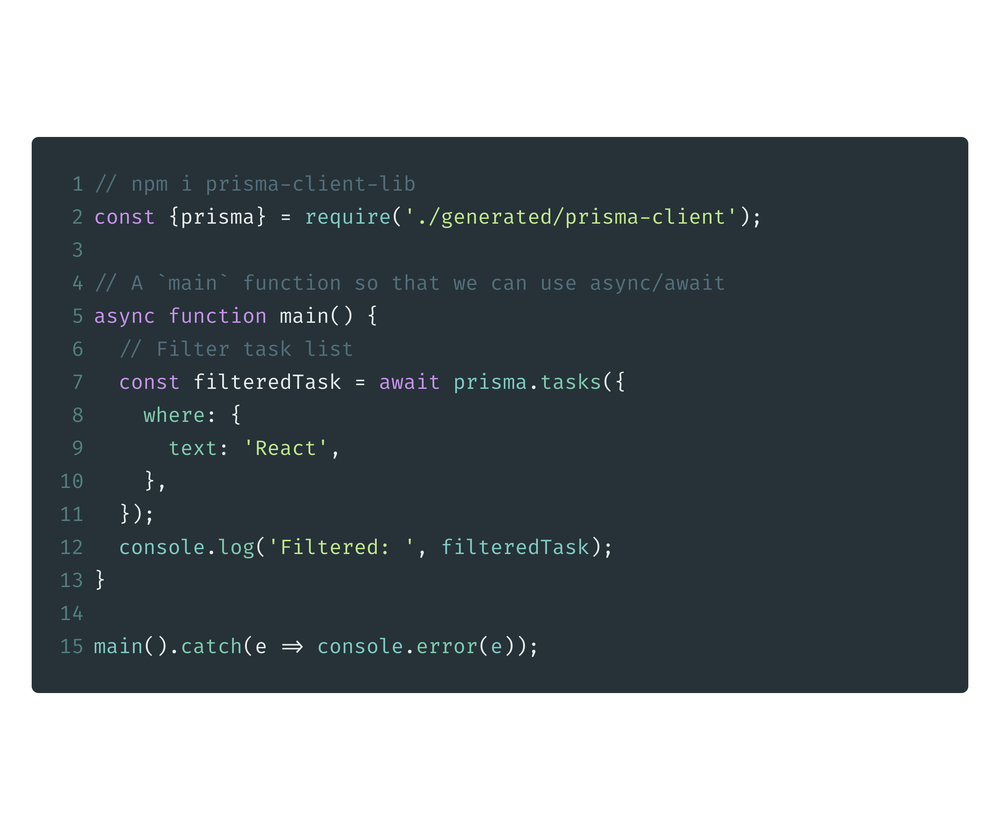 1 // npm i prisma-client-lib
2 const {prisma} = require('./generated/prisma-client');
3
4 // A `main` function so that we can use async/await
5 async function main() {
6   // Filter task list
7   const filteredTask = await prisma.tasks({
8     where: {
9       text: 'React',
10     },
11   });
12   console.log('Filtered: ', filteredTask);
13 }
14
15 main().catch(e => console.error(e));